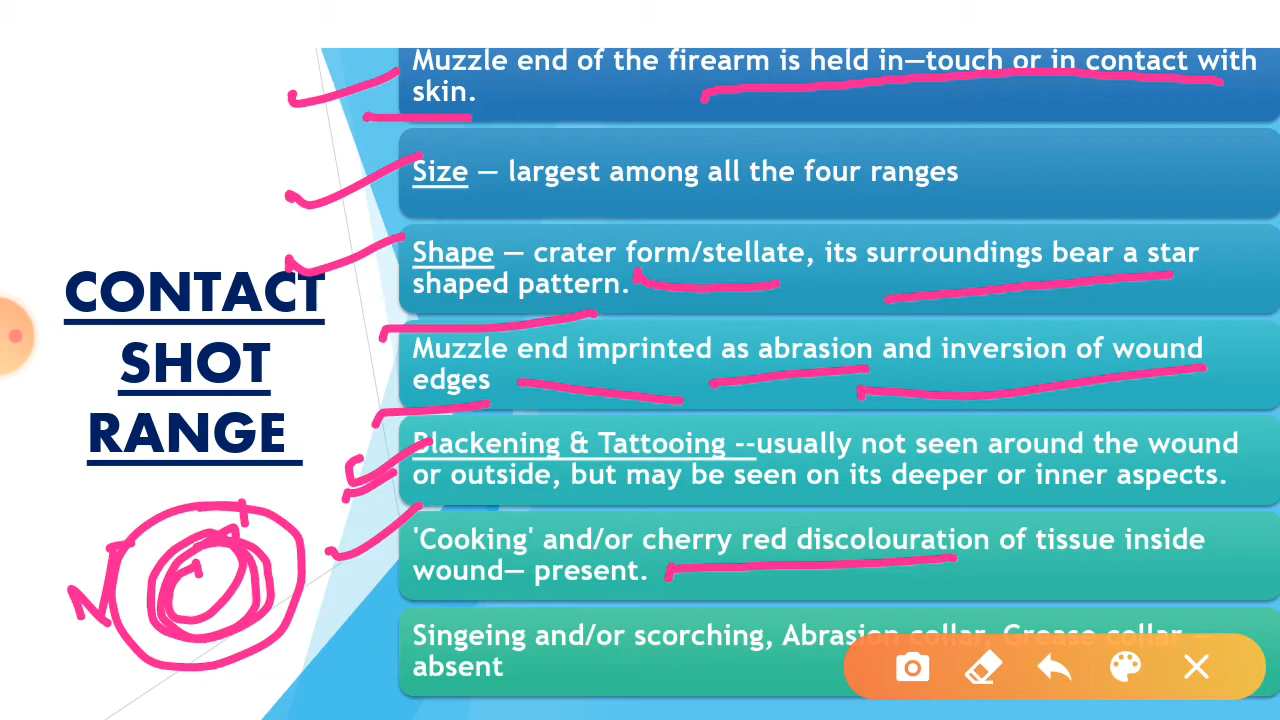 CONTACT
SHOT
RANGE
Muzzle end of the firearm is held in—touch or in contact with
skin.
Size — largest among all the four ranges
Shape — crater form/stellate, its surroundings bear a star
shaped pattern.
Muzzle end imprinted as abrasion and inversion of wound
edges
Blackening & Tattooing --usually not seen around the wound
or outside, but may be seen on its deeper or inner aspects.
'Cooking' and/or cherry red discolouration of tissue inside
wound— present.
Singeing and/or scorching, Abrasion collar, Grease collar —
absent